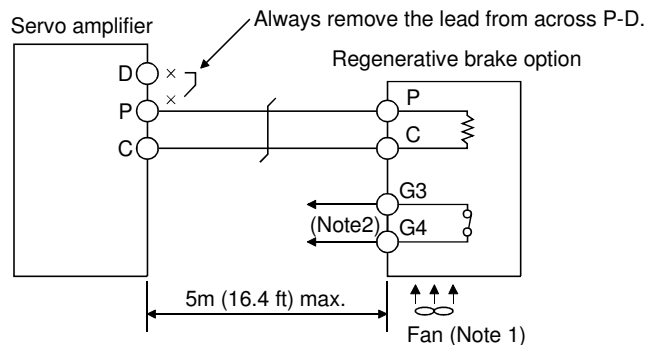 Always remove the lead from across P-D.
Servo amplifier
Regenerative brake option
D
P
P
C
C
G3
(Note2)
G4
5m (16.4 ft) max.
Fan (Note 1)